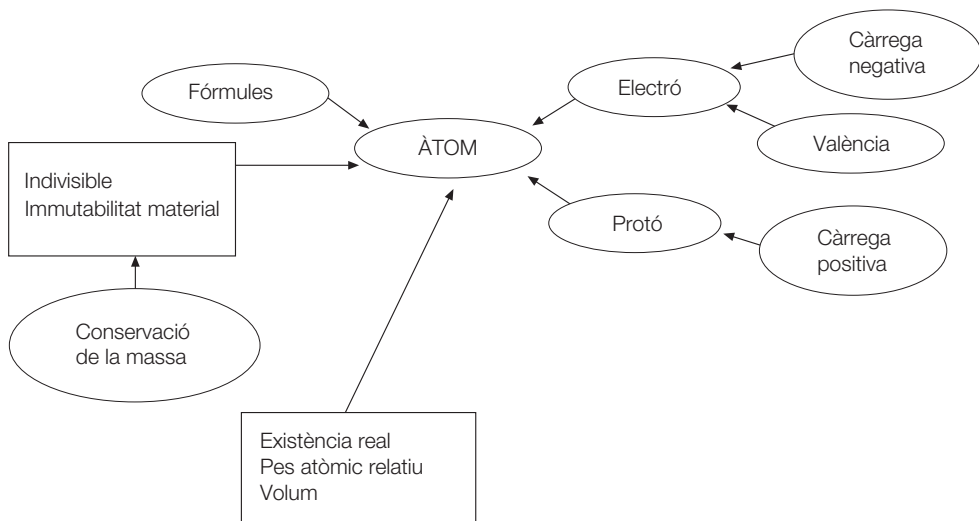 Càrrega
negativa
Fórmules
Electró
ÀTOM
València
Indivisible
Immutabilitat material
Protó
Càrrega
positiva
Conservació
de la massa
Existència real
Pes atòmic relatiu
Volum